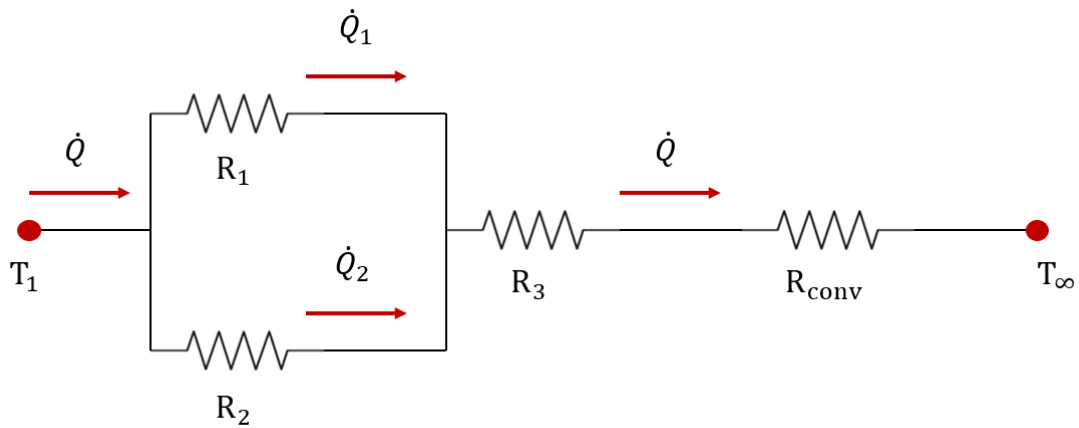 Q̇₁
Q̇
R₁
Q̇
T₁
Q̇₂
R₃
R_conv
T_∞
R₂